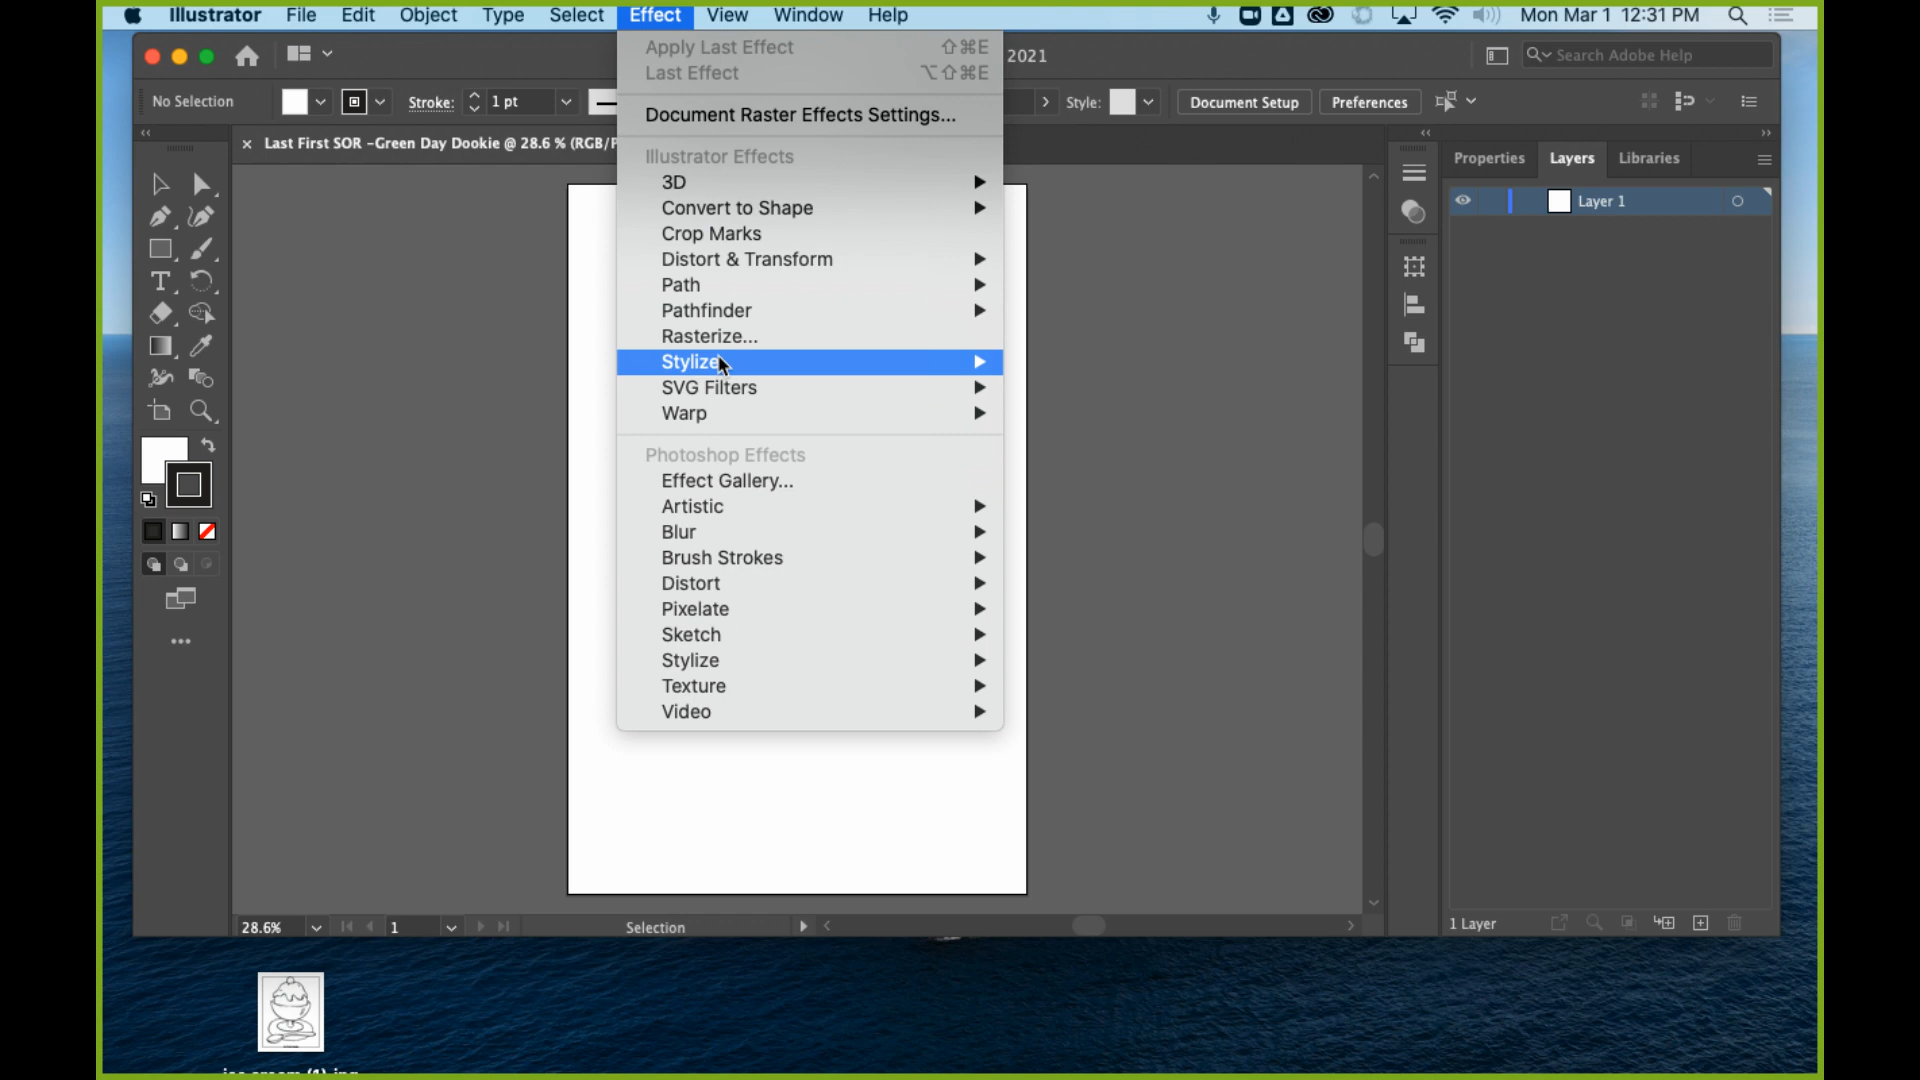 Illustrator File Edit Object Type Select Effect View Window Help Mon Mar 1 12:31 PM
Apply Last Effect ⇧⌘E
Last Effect ⌥⇧⌘E
2021
Search Adobe Help
No Selection Stroke: 1 pt Style: Document Setup Preferences
Document Raster Effects Settings...
× Last First SOR -Green Day Dookie @ 28.6 % (RGB/P
Properties Layers Libraries
Layer 1
Illustrator Effects
3D
Convert to Shape
Crop Marks
Distort & Transform
Path
Pathfinder
Rasterize...
Stylize
SVG Filters
Warp
Photoshop Effects
Effect Gallery...
Artistic
Blur
Brush Strokes
Distort
Pixelate
Sketch
Stylize
Texture
Video
28.6% 1 Selection
1 Layer